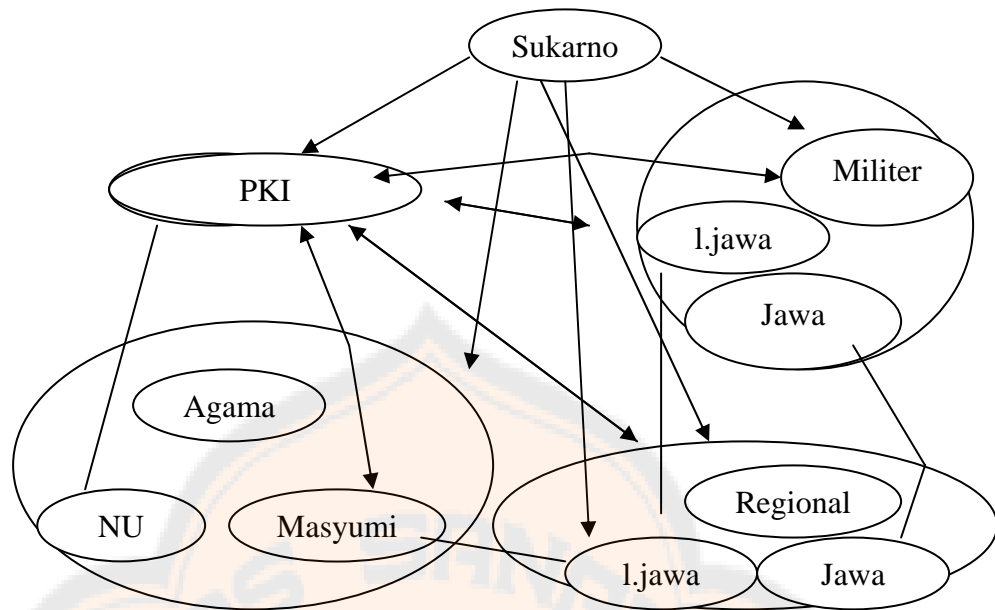 Sukarno
Militer
PKI
l.jawa
Jawa
Agama
Regional
NU
Masyumi
l.jawa
Jawa